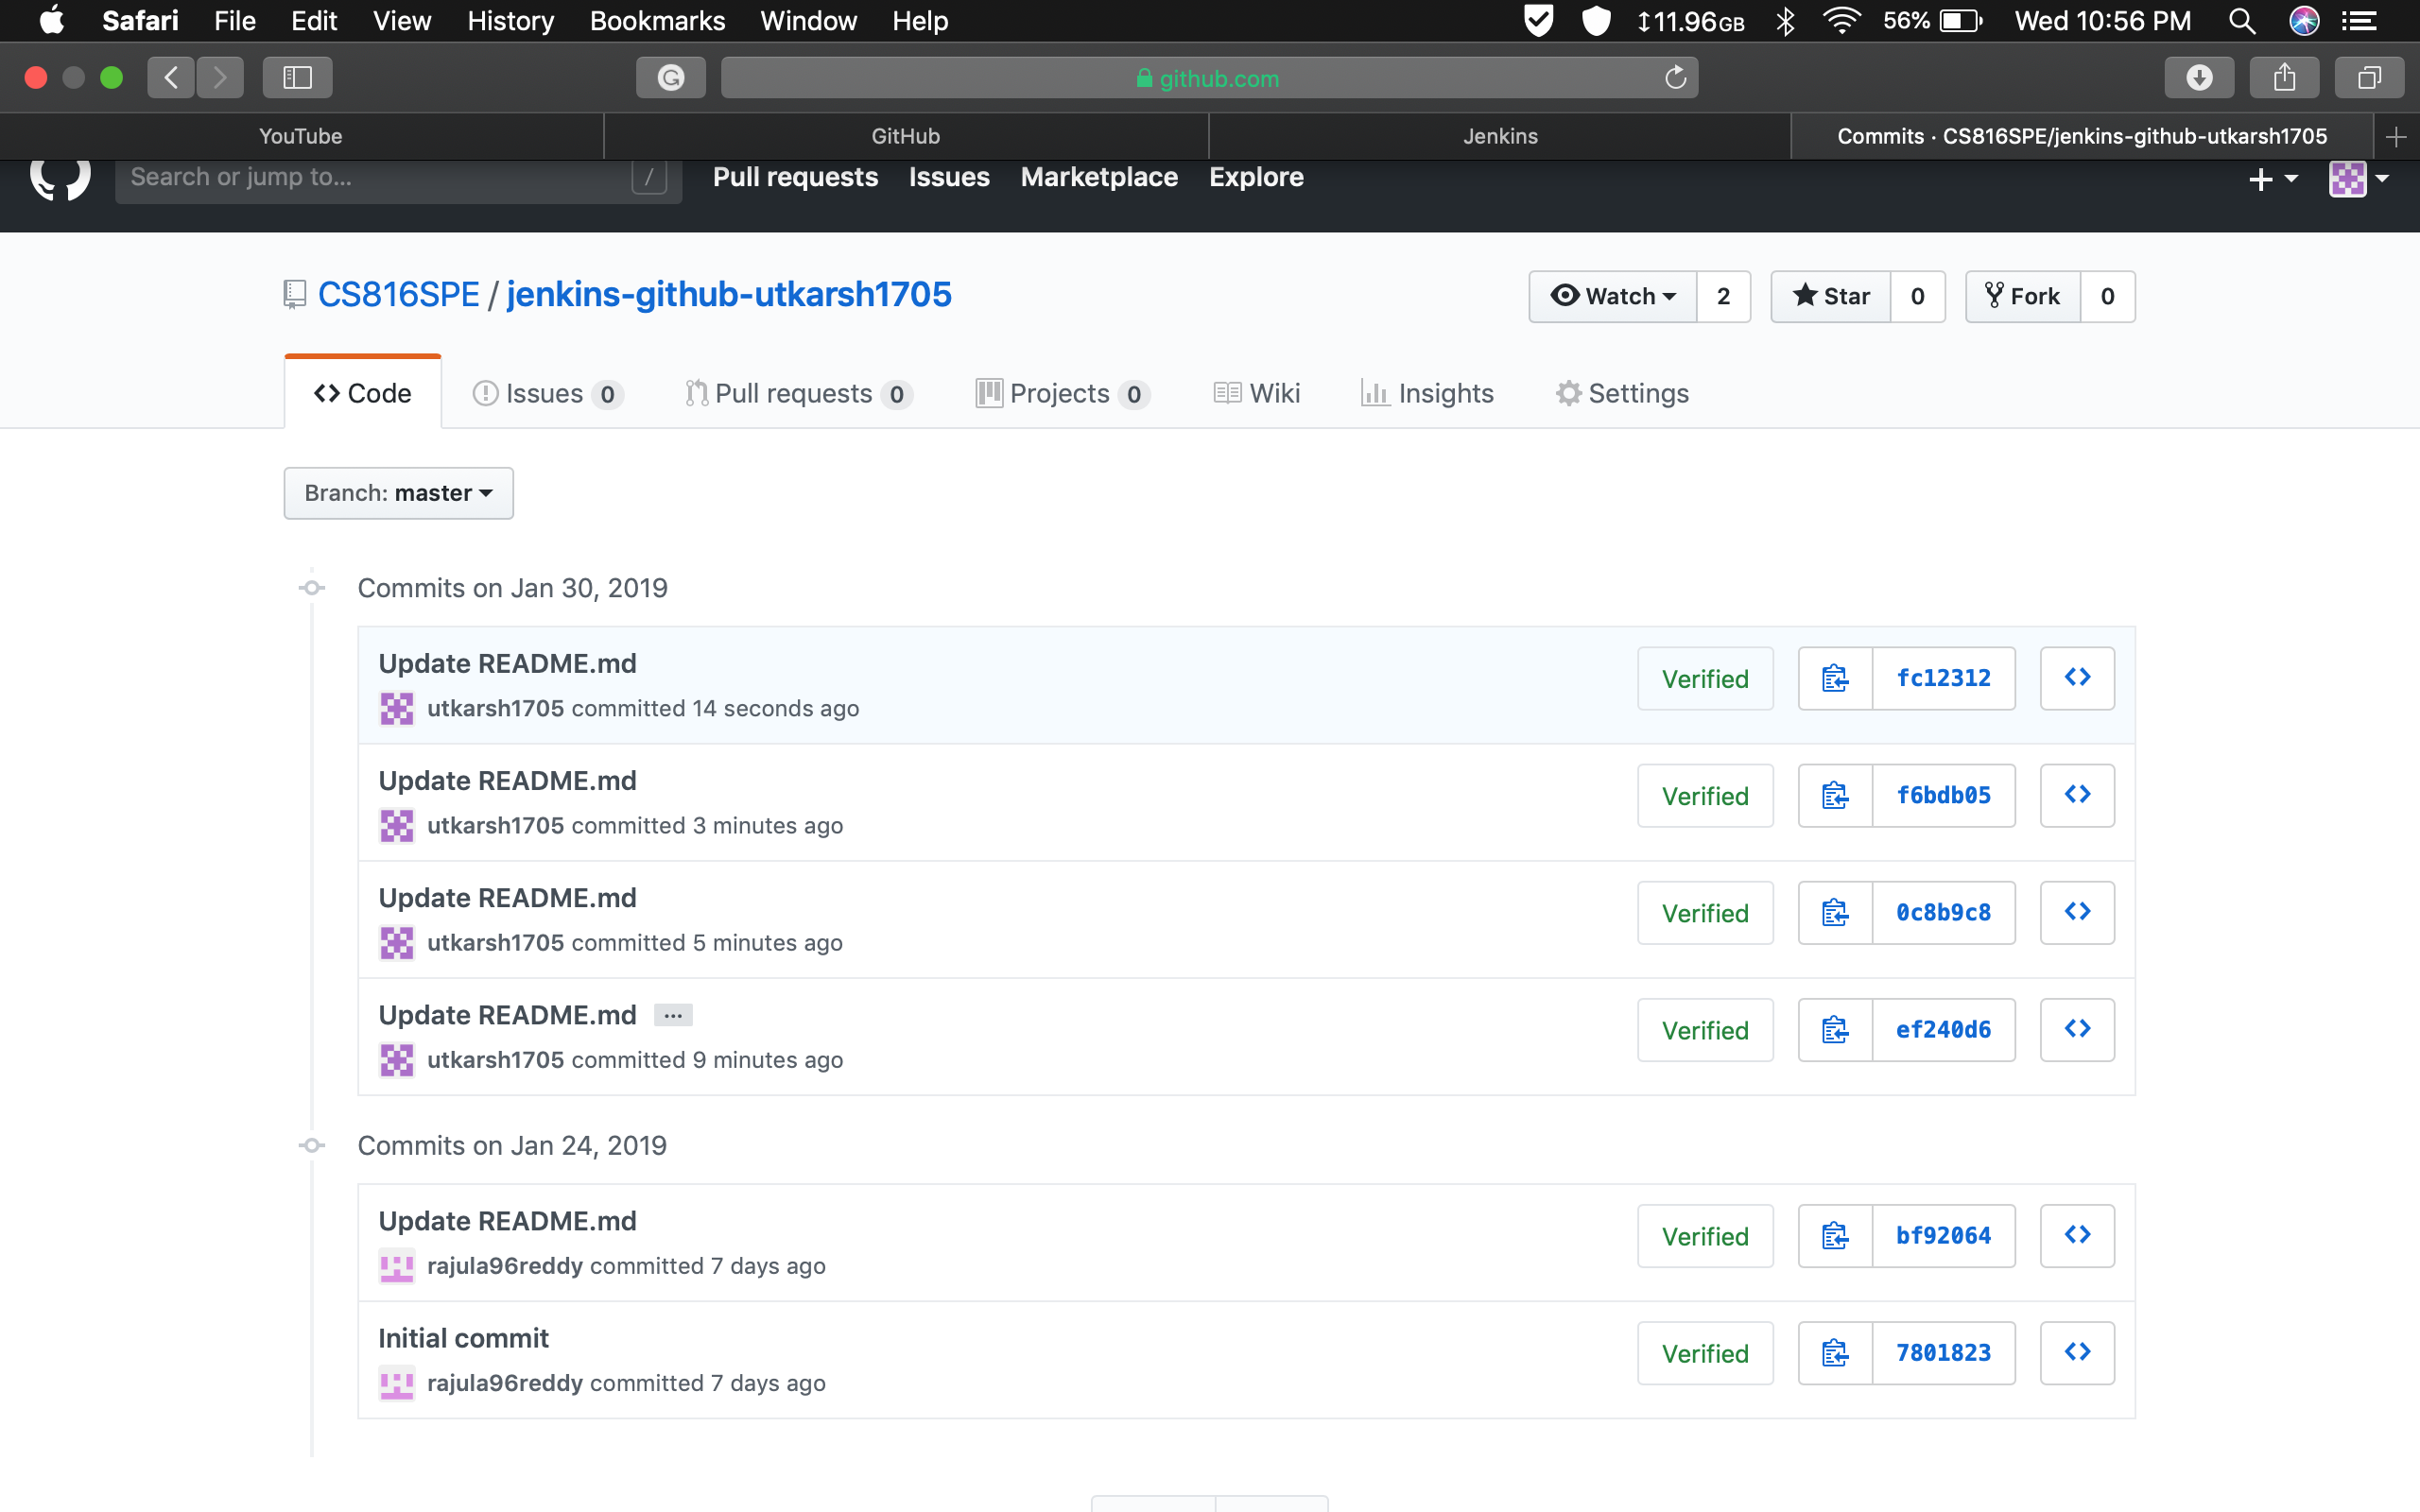 Safari File Edit View History Bookmarks Window Help ↕11.96GB 56% Wed 10:56 PM
github.com
YouTube GitHub Jenkins Commits · CS816SPE/jenkins-github-utkarsh1705
Search or jump to... / Pull requests Issues Marketplace Explore
CS816SPE / jenkins-github-utkarsh1705 Watch 2 Star 0 Fork 0
Code Issues 0 Pull requests 0 Projects 0 Wiki Insights Settings
Branch: master
Commits on Jan 30, 2019
Update README.md
utkarsh1705 committed 14 seconds ago Verified fc12312
Update README.md
utkarsh1705 committed 3 minutes ago Verified f6bdb05
Update README.md
utkarsh1705 committed 5 minutes ago Verified 0c8b9c8
Update README.md ...
utkarsh1705 committed 9 minutes ago Verified ef240d6
Commits on Jan 24, 2019
Update README.md
rajula96reddy committed 7 days ago Verified bf92064
Initial commit
rajula96reddy committed 7 days ago Verified 7801823